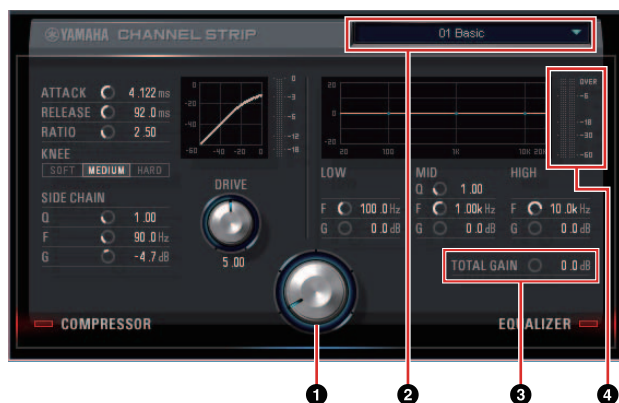 YAMAHA CHANNEL STRIP
01 Basic
ATTACK 4.122 ms
RELEASE 92.0 ms
RATIO 2.50
KNEE
SOFT MEDIUM HARD
SIDE CHAIN
Q 1.00
F 90.0 Hz
G -4.7 dB
0
-20
-40
-60 -40 -20 0
0
-3
-6
-12
-18
DRIVE
5.00
20
0
-20
20 100 1K 10K 20K
OVER
-6
-18
-30
-60
LOW
F 100.0 Hz
G 0.0 dB
MID
Q 1.00
F 1.00k Hz
G 0.0 dB
HIGH
F 10.0k Hz
G 0.0 dB
TOTAL GAIN 0.0 dB
COMPRESSOR
EQUALIZER
1 2 3 4